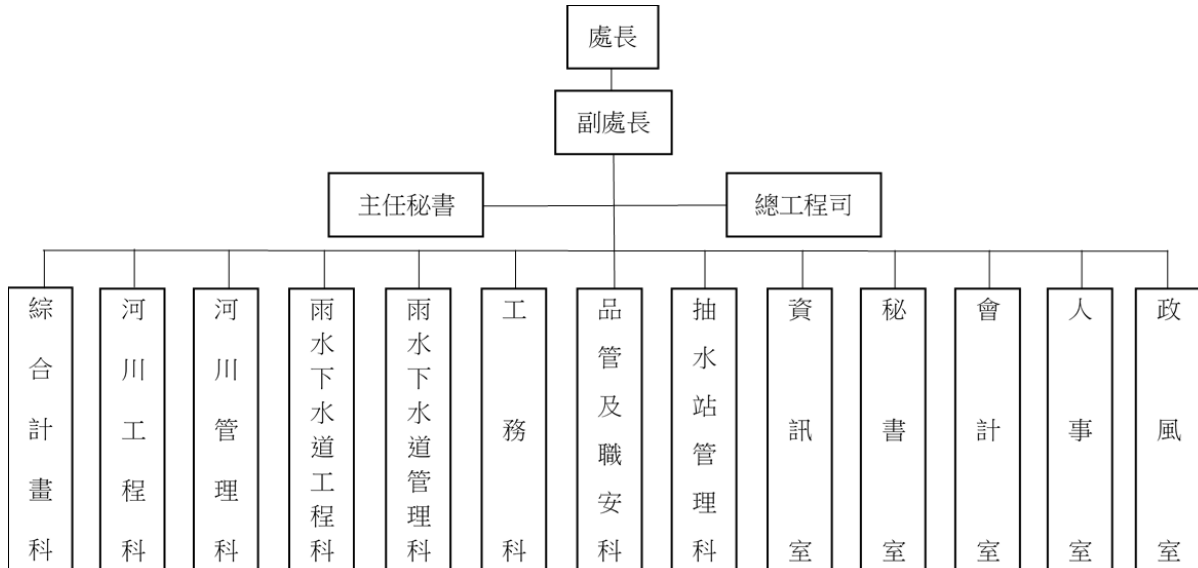 處長
副處長
主任秘書
總工程司
綜合計畫科
河川工程科
河川管理科
雨水下水道工程科
雨水下水道管理科
工務科
品管及職安科
抽水站管理科
資訊室
秘書室
會計室
人事室
政風室